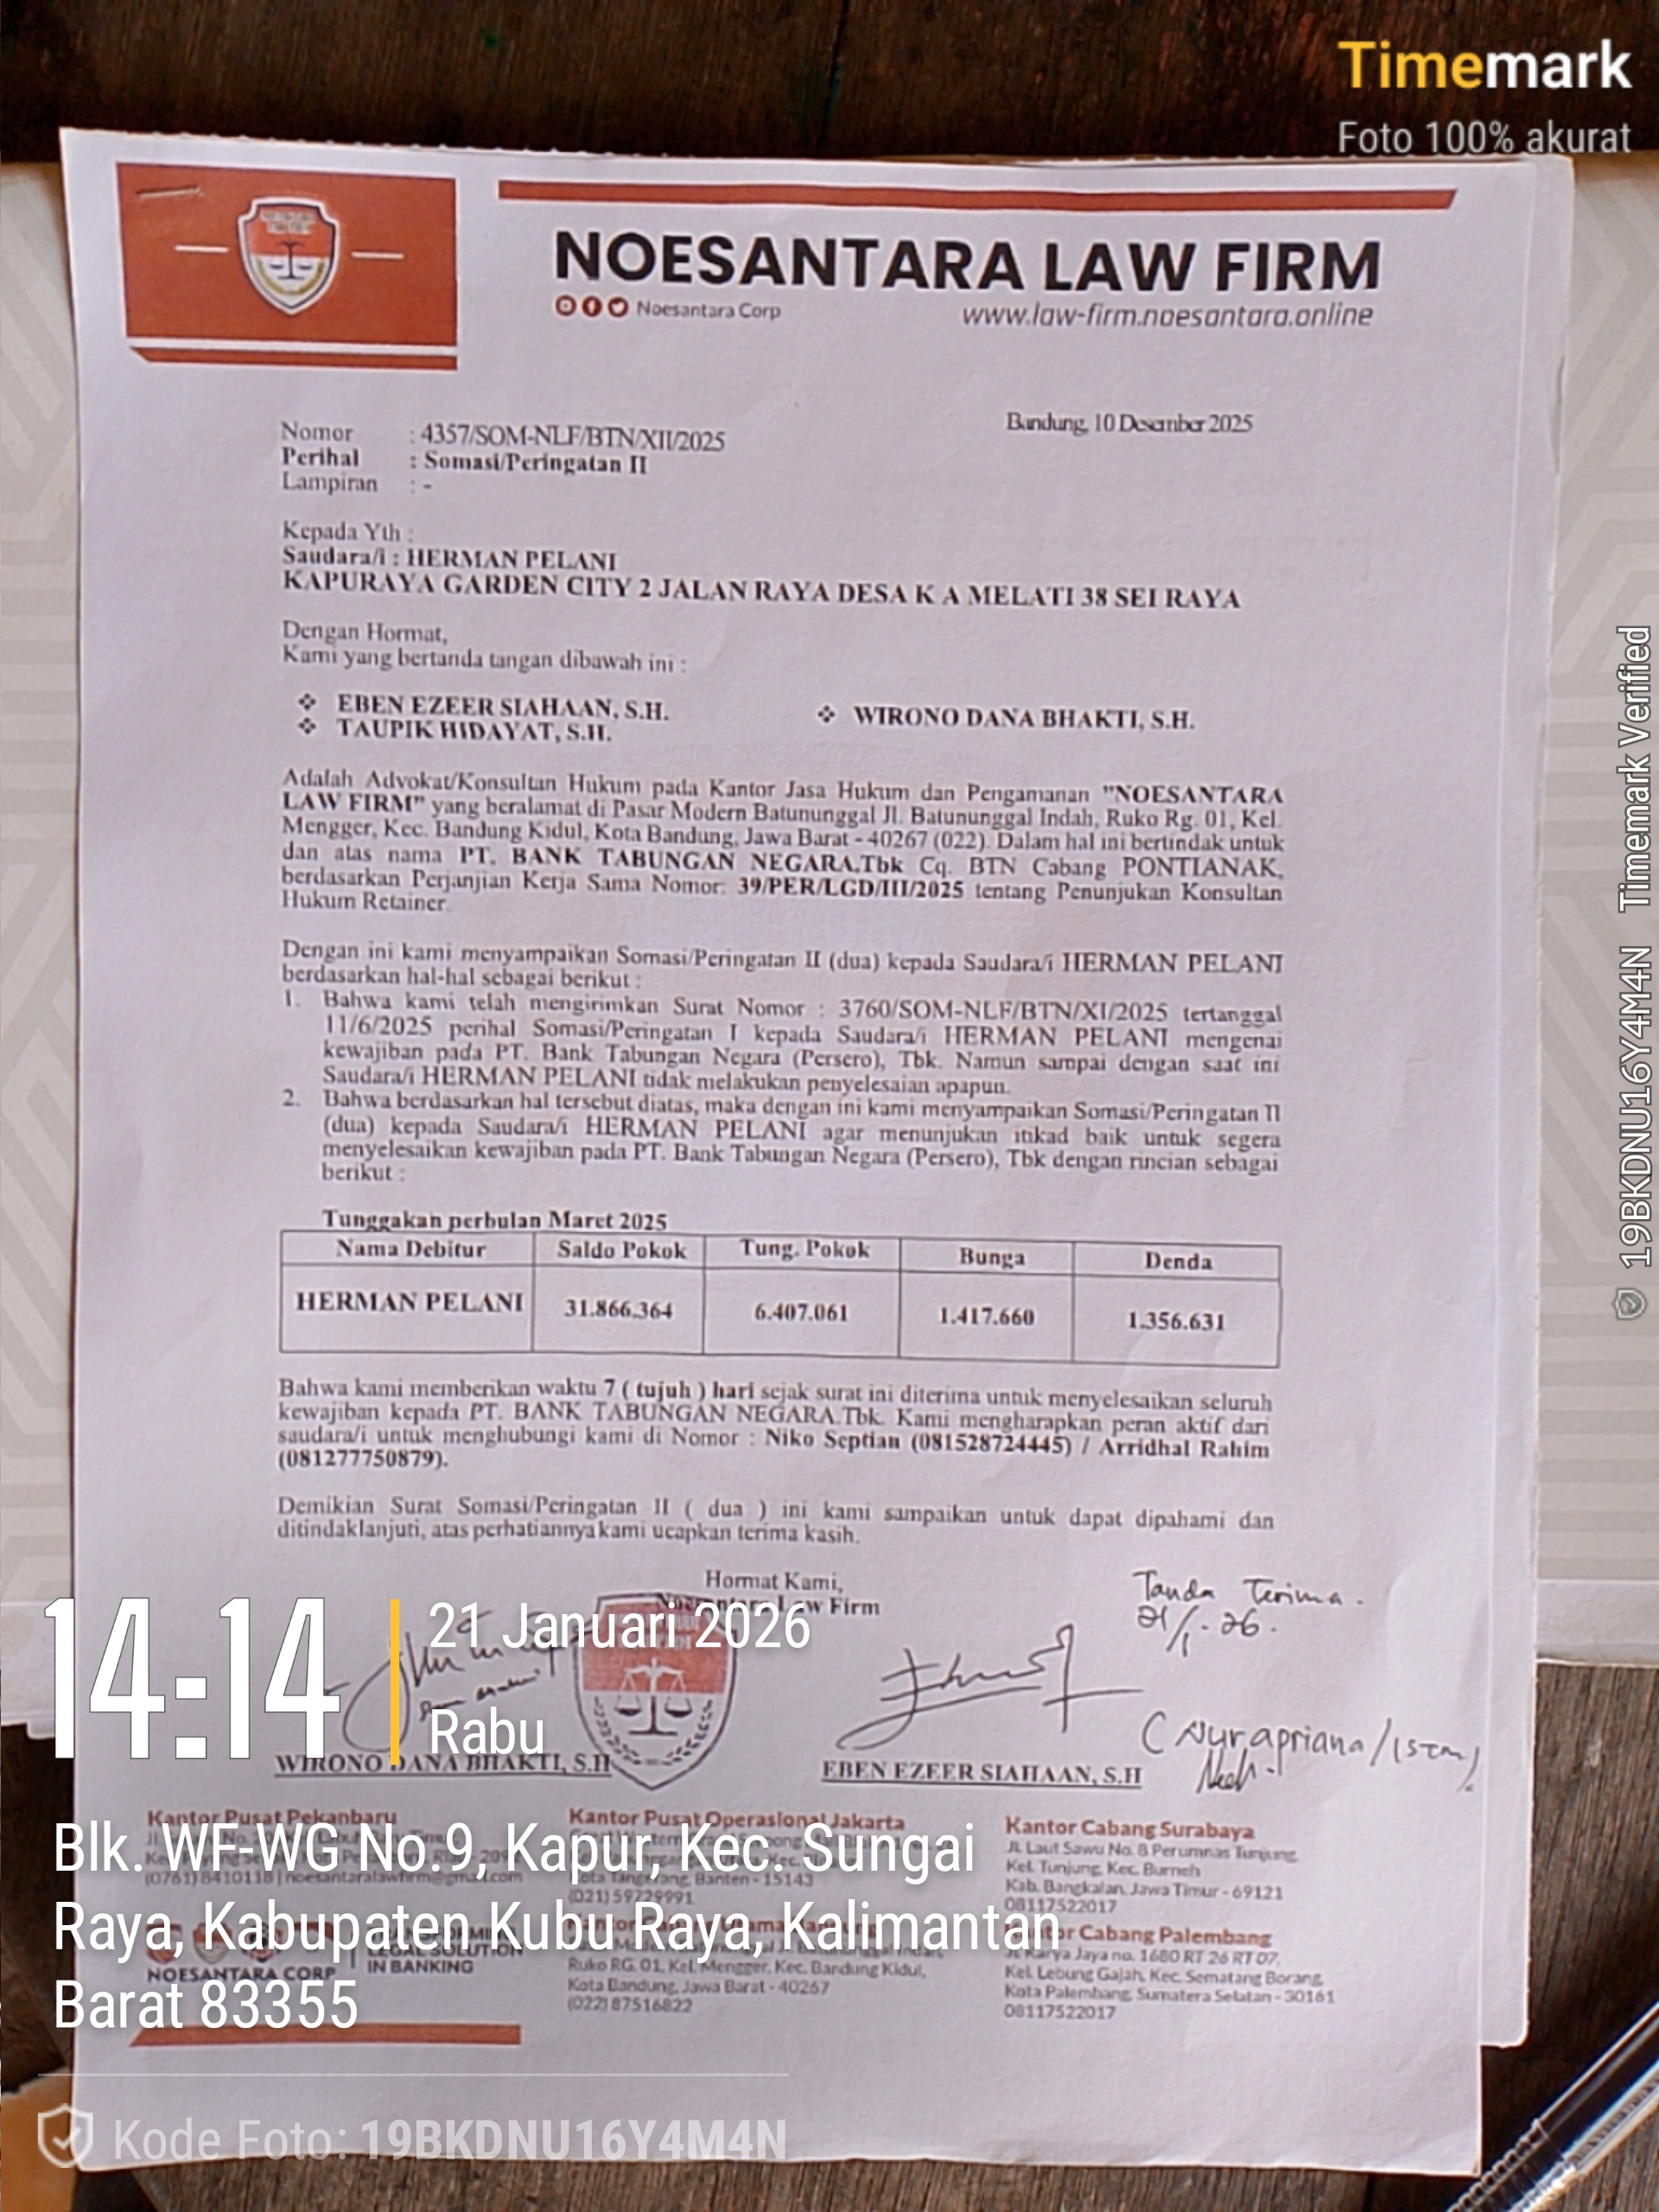 Timemark
Foto 100% akurat
NOESANTARA LAW FIRM
Noesantara Corp
www.law-firm.noesantara.online
Bandung, 10 Desember 2025
Nomor : 4357/SOM-NLF/BTN/XII/2025
Perihal : Somasi/Peringatan II
Lampiran : -
Kepada Yth :
Saudara/i : HERMAN PELANI
KAPURAYA GARDEN CITY 2 JALAN RAYA DESA K A MELATI 38 SEI RAYA
Dengan Hormat,
Kami yang bertanda tangan dibawah ini :
❖ EBEN EZEER SIAHAAN, S.H.
❖ WIRONO DANA BHAKTI, S.H.
❖ TAUPIK HIDAYAT, S.H.
Adalah Advokat/Konsultan Hukum pada Kantor Jasa Hukum dan Pengamanan "NOESANTARA
LAW FIRM" yang beralamat di Pasar Modern Batununggal Jl. Batununggal Indah, Ruko Rg. 01, Kel.
Mengger, Kec. Bandung Kidul, Kota Bandung, Jawa Barat - 40267 (022). Dalam hal ini bertindak untuk
dan atas nama PT. BANK TABUNGAN NEGARA.Tbk Cq. BTN Cabang PONTIANAK,
berdasarkan Perjanjian Kerja Sama Nomor: 39/PER/LGD/III/2025 tentang Penunjukan Konsultan
Hukum Retainer.
Dengan ini kami menyampaikan Somasi/Peringatan II (dua) kepada Saudara/i HERMAN PELANI
berdasarkan hal-hal sebagai berikut :
1. Bahwa kami telah mengirimkan Surat Nomor : 3760/SOM-NLF/BTN/XI/2025 tertanggal
11/6/2025 perihal Somasi/Peringatan I kepada Saudara/i HERMAN PELANI mengenai
kewajiban pada PT. Bank Tabungan Negara (Persero), Tbk. Namun sampai dengan saat ini
Saudara/i HERMAN PELANI tidak melakukan penyelesaian apapun.
2. Bahwa berdasarkan hal tersebut diatas, maka dengan ini kami menyampaikan Somasi/Peringatan II
(dua) kepada Saudara/i HERMAN PELANI agar menunjukan itikad baik untuk segera
menyelesaikan kewajiban pada PT. Bank Tabungan Negara (Persero), Tbk dengan rincian sebagai
berikut :
Tunggakan perbulan Maret 2025
Nama Debitur Saldo Pokok Tung. Pokok Bunga Denda
HERMAN PELANI 31.866.364 6.407.061 1.417.660 1.356.631
Bahwa kami memberikan waktu 7 ( tujuh ) hari sejak surat ini diterima untuk menyelesaikan seluruh
kewajiban kepada PT. BANK TABUNGAN NEGARA.Tbk. Kami mengharapkan peran aktif dari
saudara/i untuk menghubungi kami di Nomor : Niko Septian (081528724445) / Arridhal Rahim
(081277750879).
Demikian Surat Somasi/Peringatan II ( dua ) ini kami sampaikan untuk dapat dipahami dan
ditindaklanjuti, atas perhatiannya kami ucapkan terima kasih.
Hormat Kami,
Noesantara Law Firm
Tanda Terima.
21/1-26.
(Nurapriana/Istri)
WIRONO DANA BHAKTI, S.H
EBEN EZEER SIAHAAN, S.H
14:14
21 Januari 2026
Rabu
Blk. WF-WG No.9, Kapur, Kec. Sungai
Raya, Kabupaten Kubu Raya, Kalimantan
Barat 83355
Kantor Pusat Pekanbaru
(0761) 8410118 | noesantaralawfirm@gmail.com
NOESANTARA CORP
LEGAL SOLUTION
IN BANKING
Kantor Pusat Operasional Jakarta
Kota Tangerang, Banten - 15143
(021) 59729991
Ruko RG. 01, Kel. Mengger, Kec. Bandung Kidul,
Kota Bandung, Jawa Barat - 40267
(022) 87516822
Kantor Cabang Surabaya
JL Laut Sawu No. 8 Perumnas Tunjung
Kel. Tunjung, Kec. Burneh
Kab. Bangkalan, Jawa Timur - 69121
08117522017
Kantor Cabang Palembang
Karya Jaya no. 1680 RT 26 RT 07,
Kel. Lebung Gajah, Kec. Sematang Borang
Kota Palembang, Sumatera Selatan - 30161
08117522017
Kode Foto: 19BKDNU16Y4M4N
19BKDNU16Y4M4N Timemark Verified